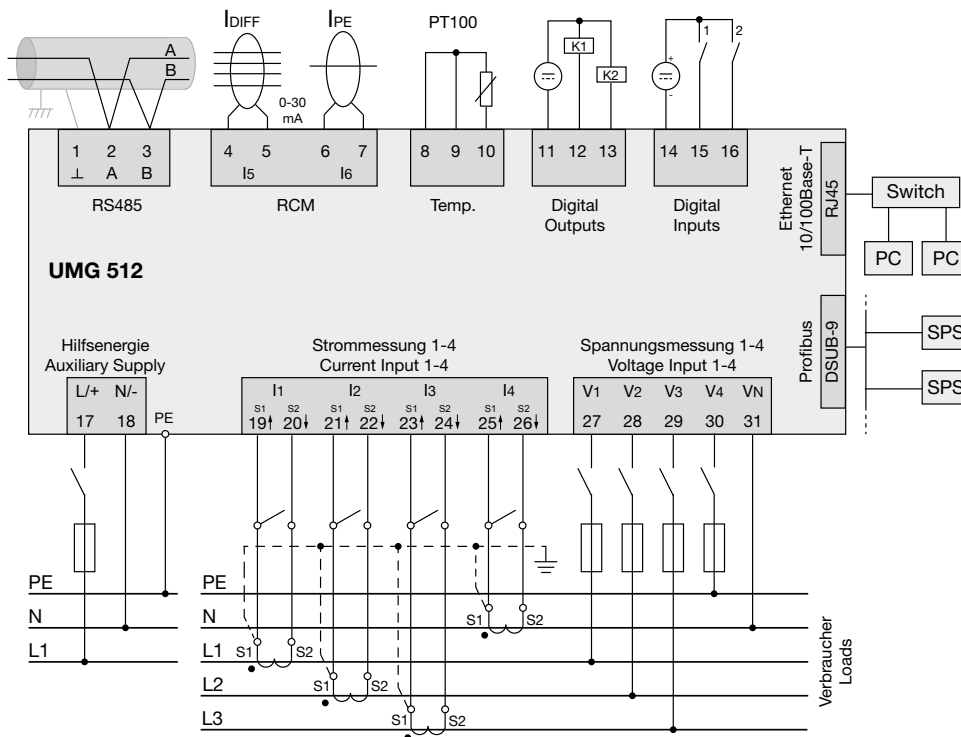 IDIFF IPE PT100
A
B
K1
K2
1 2
+
-
0-30
mA
1 2 3
⊥ A B
4 5 6 7
I5 I6
8 9 10
11 12 13
14 15 16
RS485 RCM Temp. Digital
Outputs
Digital
Inputs
Ethernet
10/100Base-T
RJ45
Switch
PC PC
UMG 512
Profibus
DSUB-9
SPS
SPS
Hilfsenergie
Auxiliary Supply
L/+ N/-
17 18
PE
Strommessung 1-4
Current Input 1-4
I1 I2 I3 I4
S1 S2 S1 S2 S1 S2 S1 S2
19 20 21 22 23 24 25 26
Spannungsmessung 1-4
Voltage Input 1-4
V1 V2 V3 V4 VN
27 28 29 30 31
PE
N
L1
PE
N
L1
L2
L3
S1 S2
S1 S2
S1 S2
S1 S2
Verbraucher
Loads